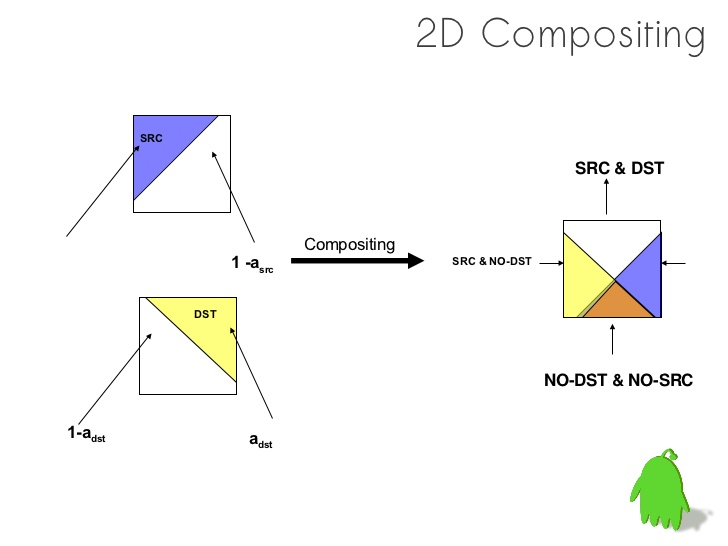 2D Compositing
SRC
1 -asrc
Compositing
SRC & DST
SRC & NO-DST
DST
NO-DST & NO-SRC
1-adst
adst